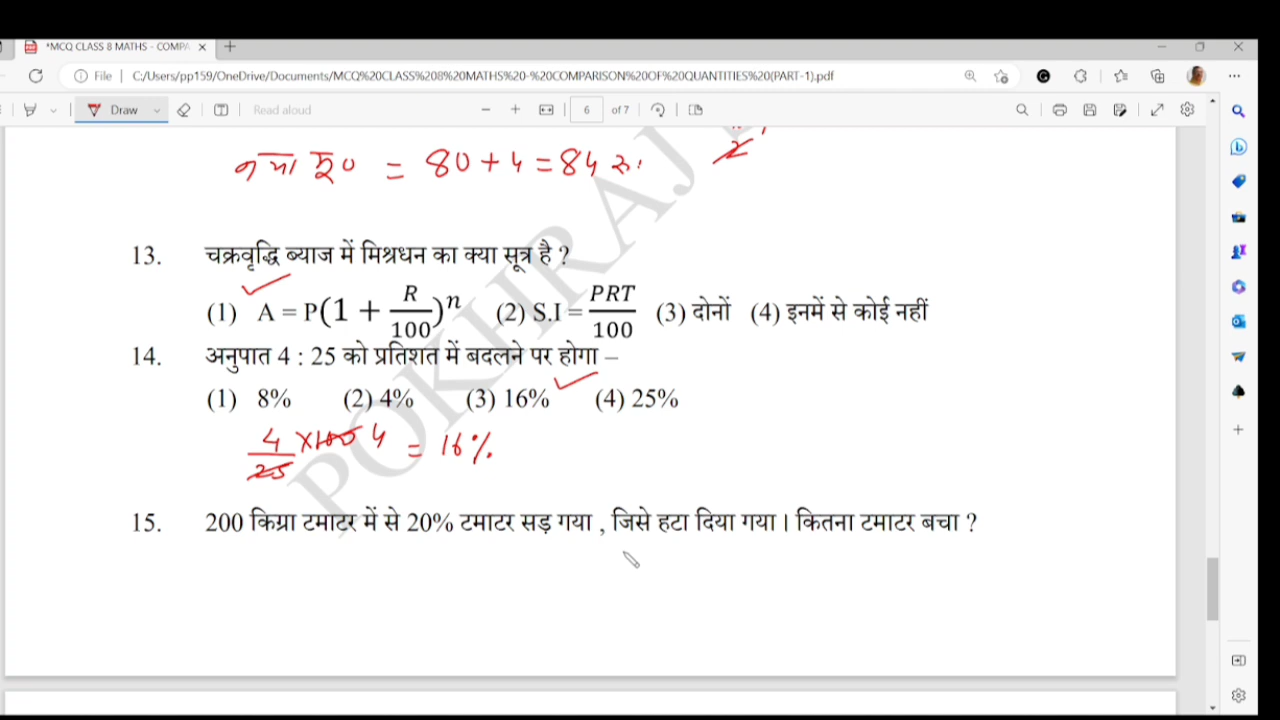 *MCQ CLASS 8 MATHS - COMPA
File | C:/Users/pp159/OneDrive/Documents/MCQ%20CLASS%208%20MATHS%20-%20COMPARISON%20OF%20QUANTITIES%20(PART-1).pdf
Draw Read aloud 6 of 7
नया मू० = 80 + 4 = 84 रु.
13. चक्रवृद्धि ब्याज में मिश्रधन का क्या सूत्र है ?
(1) A = P(1 + R/100)^n (2) S.I = PRT/100 (3) दोनों (4) इनमें से कोई नहीं
14. अनुपात 4 : 25 को प्रतिशत में बदलने पर होगा –
(1) 8% (2) 4% (3) 16% (4) 25%
4/25 × 100 4 = 16%
15. 200 किग्रा टमाटर में से 20% टमाटर सड़ गया , जिसे हटा दिया गया । कितना टमाटर बचा ?
POKHRAJ